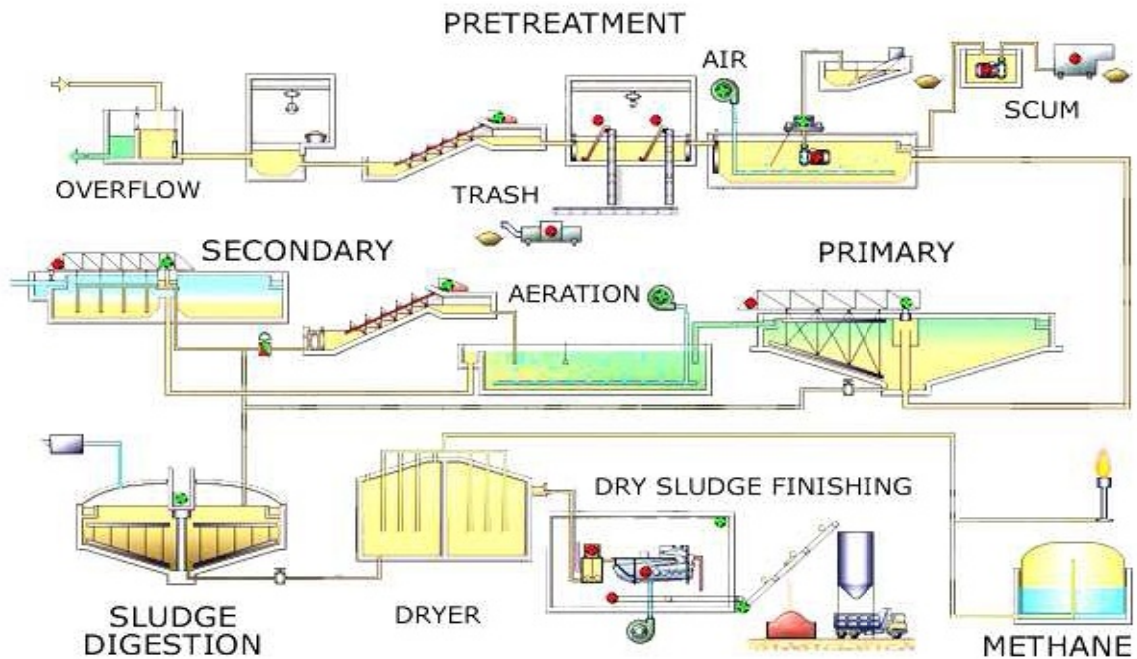 PRETREATMENT
AIR
SCUM
OVERFLOW
TRASH
SECONDARY
PRIMARY
AERATION
DRY SLUDGE FINISHING
SLUDGE
DIGESTION
DRYER
METHANE